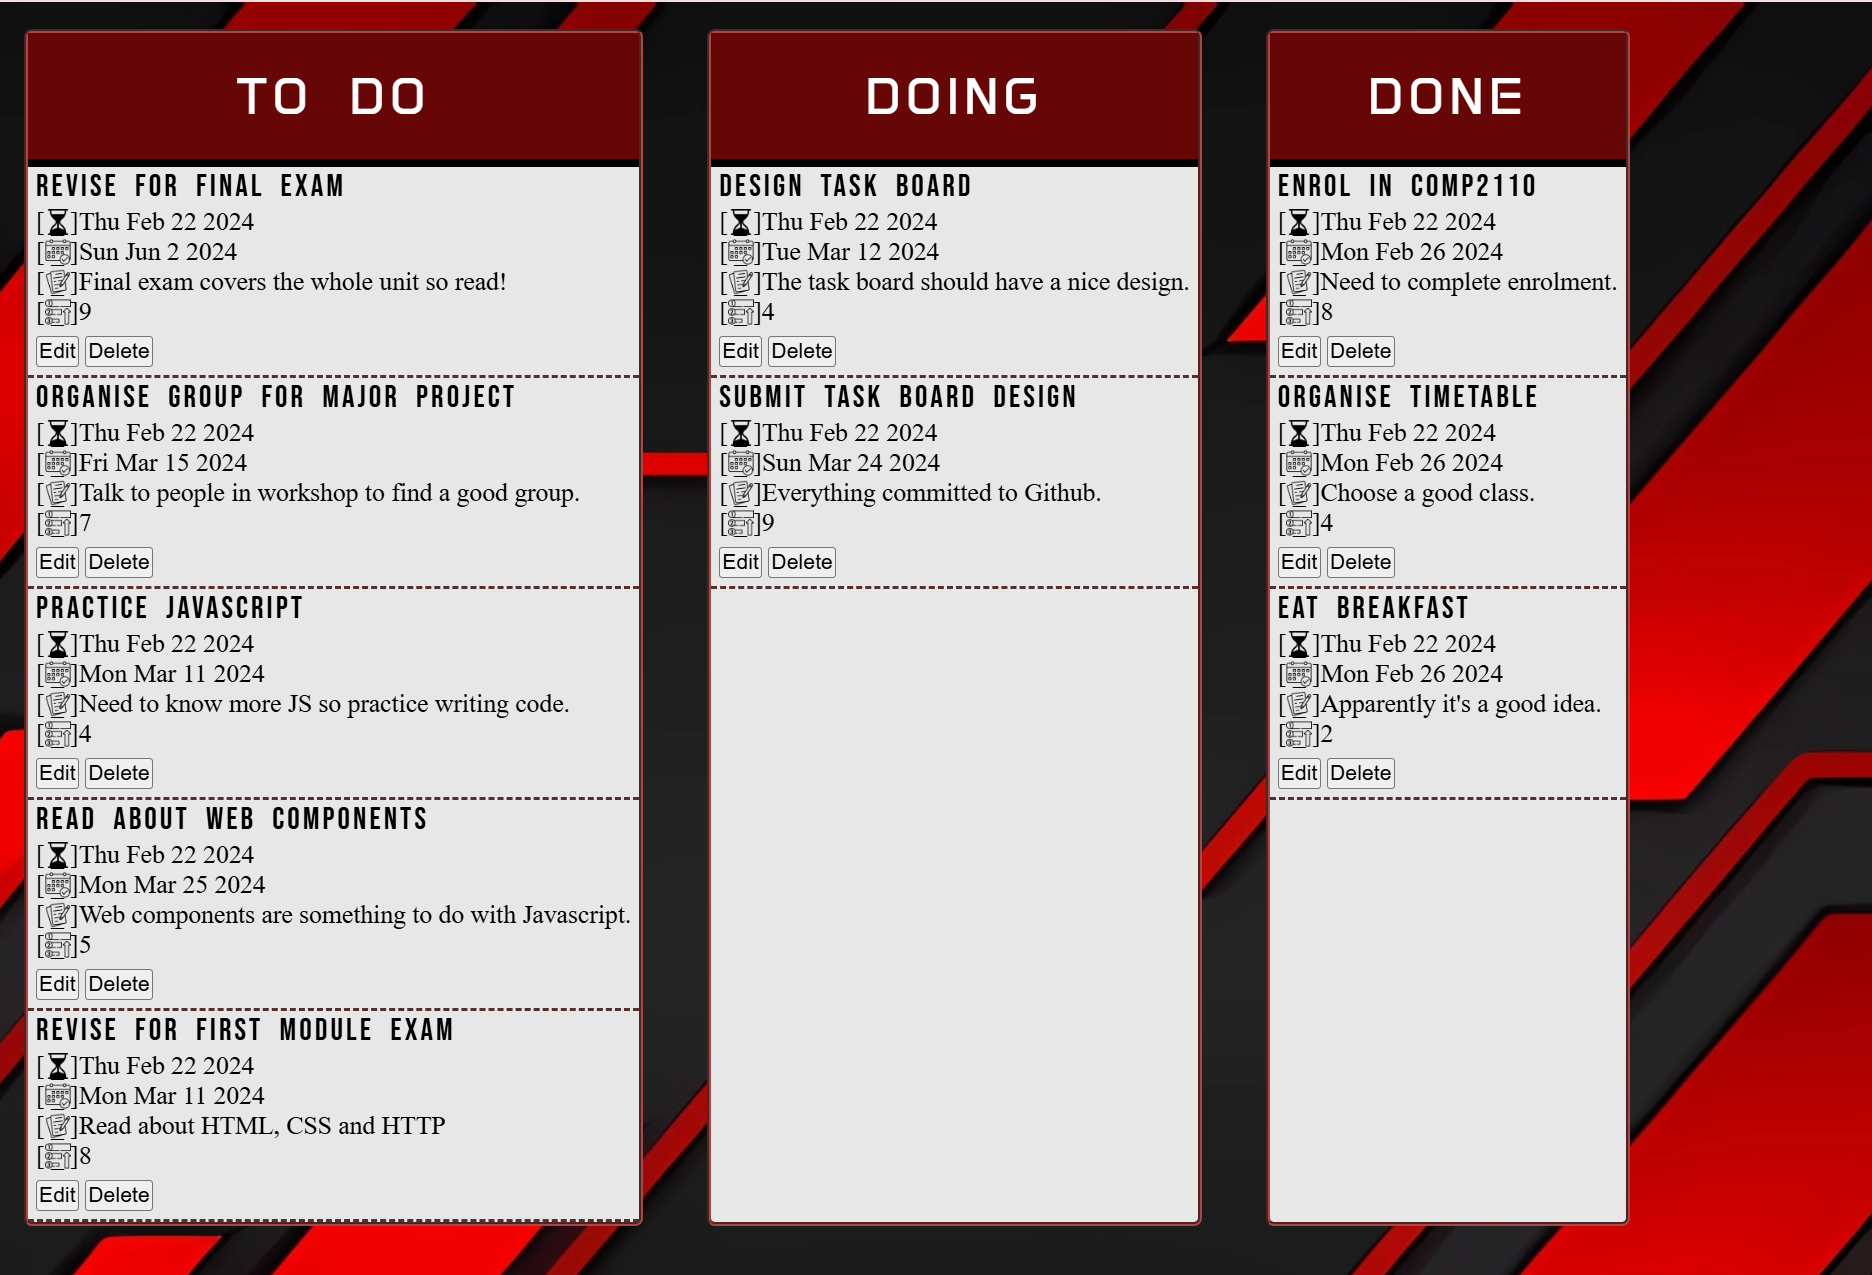 TO DO
REVISE FOR FINAL EXAM
[]Thu Feb 22 2024
[]Sun Jun 2 2024
[]Final exam covers the whole unit so read!
[]9
Edit Delete
ORGANISE GROUP FOR MAJOR PROJECT
[]Thu Feb 22 2024
[]Fri Mar 15 2024
[]Talk to people in workshop to find a good group.
[]7
Edit Delete
PRACTICE JAVASCRIPT
[]Thu Feb 22 2024
[]Mon Mar 11 2024
[]Need to know more JS so practice writing code.
[]4
Edit Delete
READ ABOUT WEB COMPONENTS
[]Thu Feb 22 2024
[]Mon Mar 25 2024
[]Web components are something to do with Javascript.
[]5
Edit Delete
REVISE FOR FIRST MODULE EXAM
[]Thu Feb 22 2024
[]Mon Mar 11 2024
[]Read about HTML, CSS and HTTP
[]8
Edit Delete
DOING
DESIGN TASK BOARD
[]Thu Feb 22 2024
[]Tue Mar 12 2024
[]The task board should have a nice design.
[]4
Edit Delete
SUBMIT TASK BOARD DESIGN
[]Thu Feb 22 2024
[]Sun Mar 24 2024
[]Everything committed to Github.
[]9
Edit Delete
DONE
ENROL IN COMP2110
[]Thu Feb 22 2024
[]Mon Feb 26 2024
[]Need to complete enrolment.
[]8
Edit Delete
ORGANISE TIMETABLE
[]Thu Feb 22 2024
[]Mon Feb 26 2024
[]Choose a good class.
[]4
Edit Delete
EAT BREAKFAST
[]Thu Feb 22 2024
[]Mon Feb 26 2024
[]Apparently it's a good idea.
[]2
Edit Delete